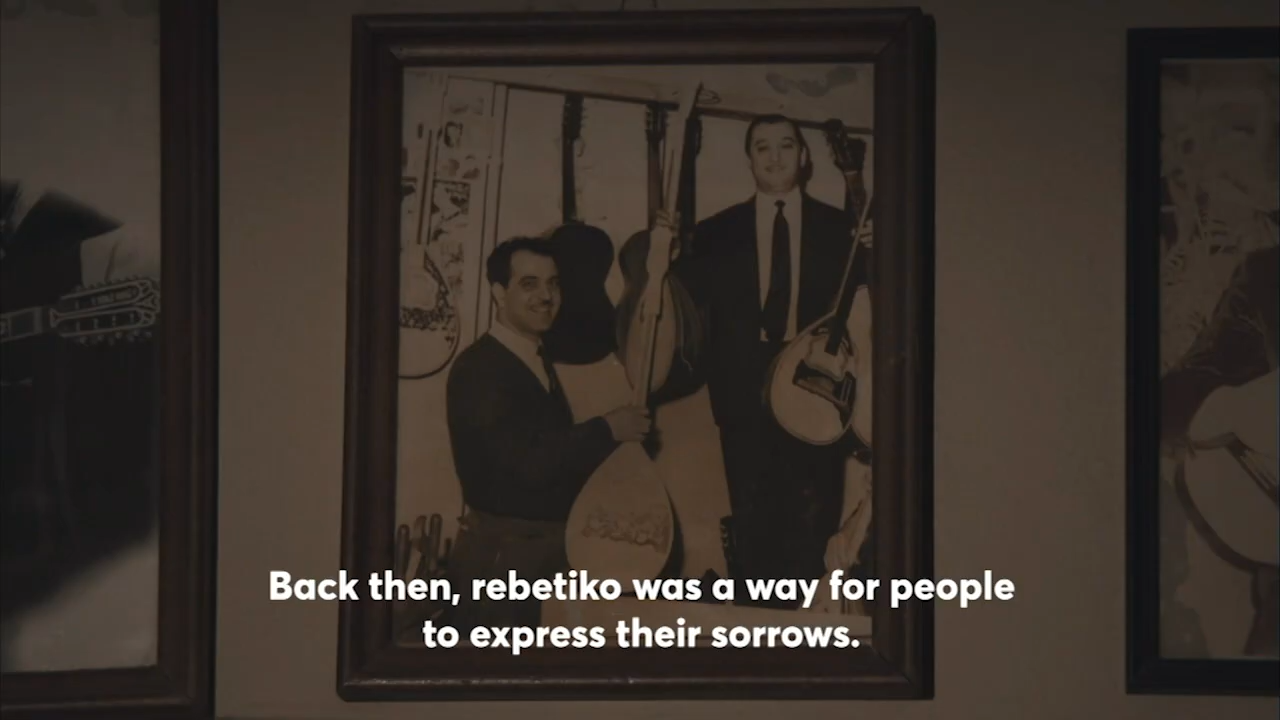 Back then, rebetiko was a way for people
to express their sorrows.